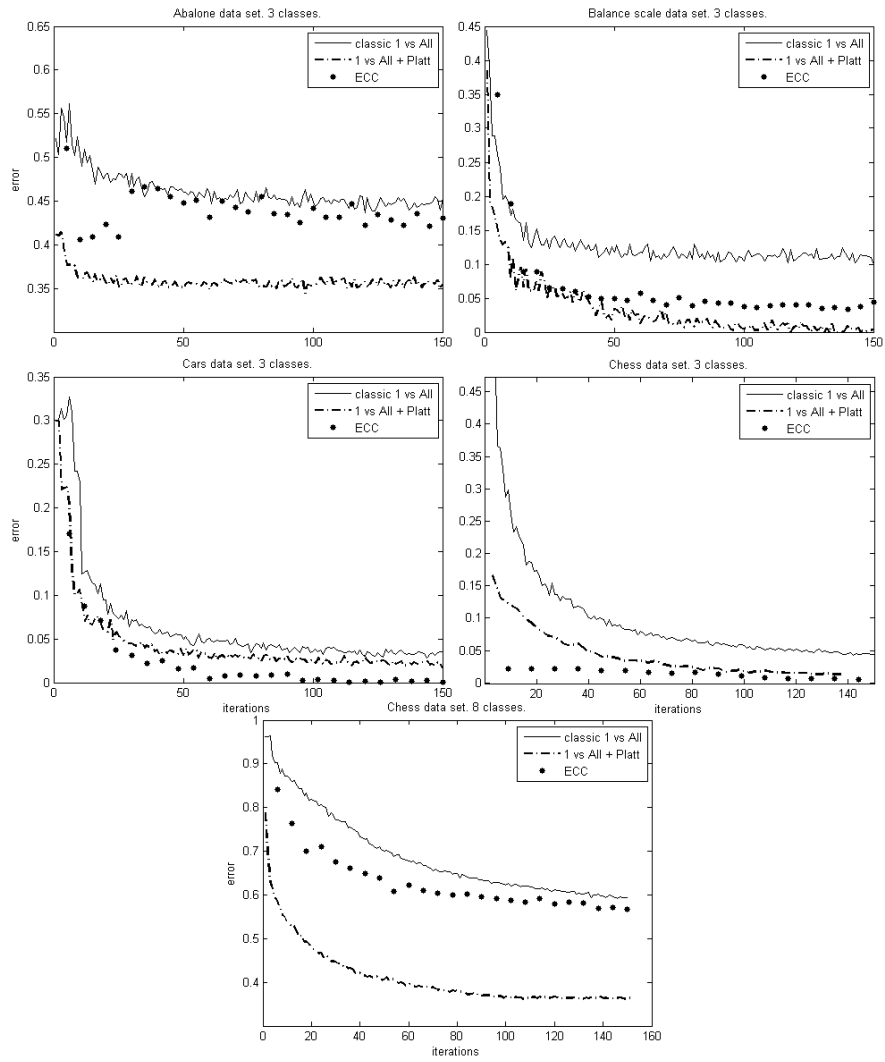 Abalone data set. 3 classes.
0.65
0.6
0.55
0.5
0.45
0.4
0.35
error
0
50
100
150
classic 1 vs All
1 vs All + Platt
ECC
Balance scale data set. 3 classes.
0.45
0.4
0.35
0.3
0.25
0.2
0.15
0.1
0.05
0
0
50
100
150
classic 1 vs All
1 vs All + Platt
ECC
Cars data set. 3 classes.
0.35
0.3
0.25
0.2
0.15
0.1
0.05
0
error
0
50
100
150
iterations
classic 1 vs All
1 vs All + Platt
ECC
Chess data set. 3 classes.
0.45
0.4
0.35
0.3
0.25
0.2
0.15
0.1
0.05
0
20
40
60
80
100
120
140
iterations
classic 1 vs All
1 vs All + Platt
ECC
Chess data set. 8 classes.
1
0.9
0.8
0.7
0.6
0.5
0.4
error
0
20
40
60
80
100
120
140
160
iterations
classic 1 vs All
1 vs All + Platt
ECC